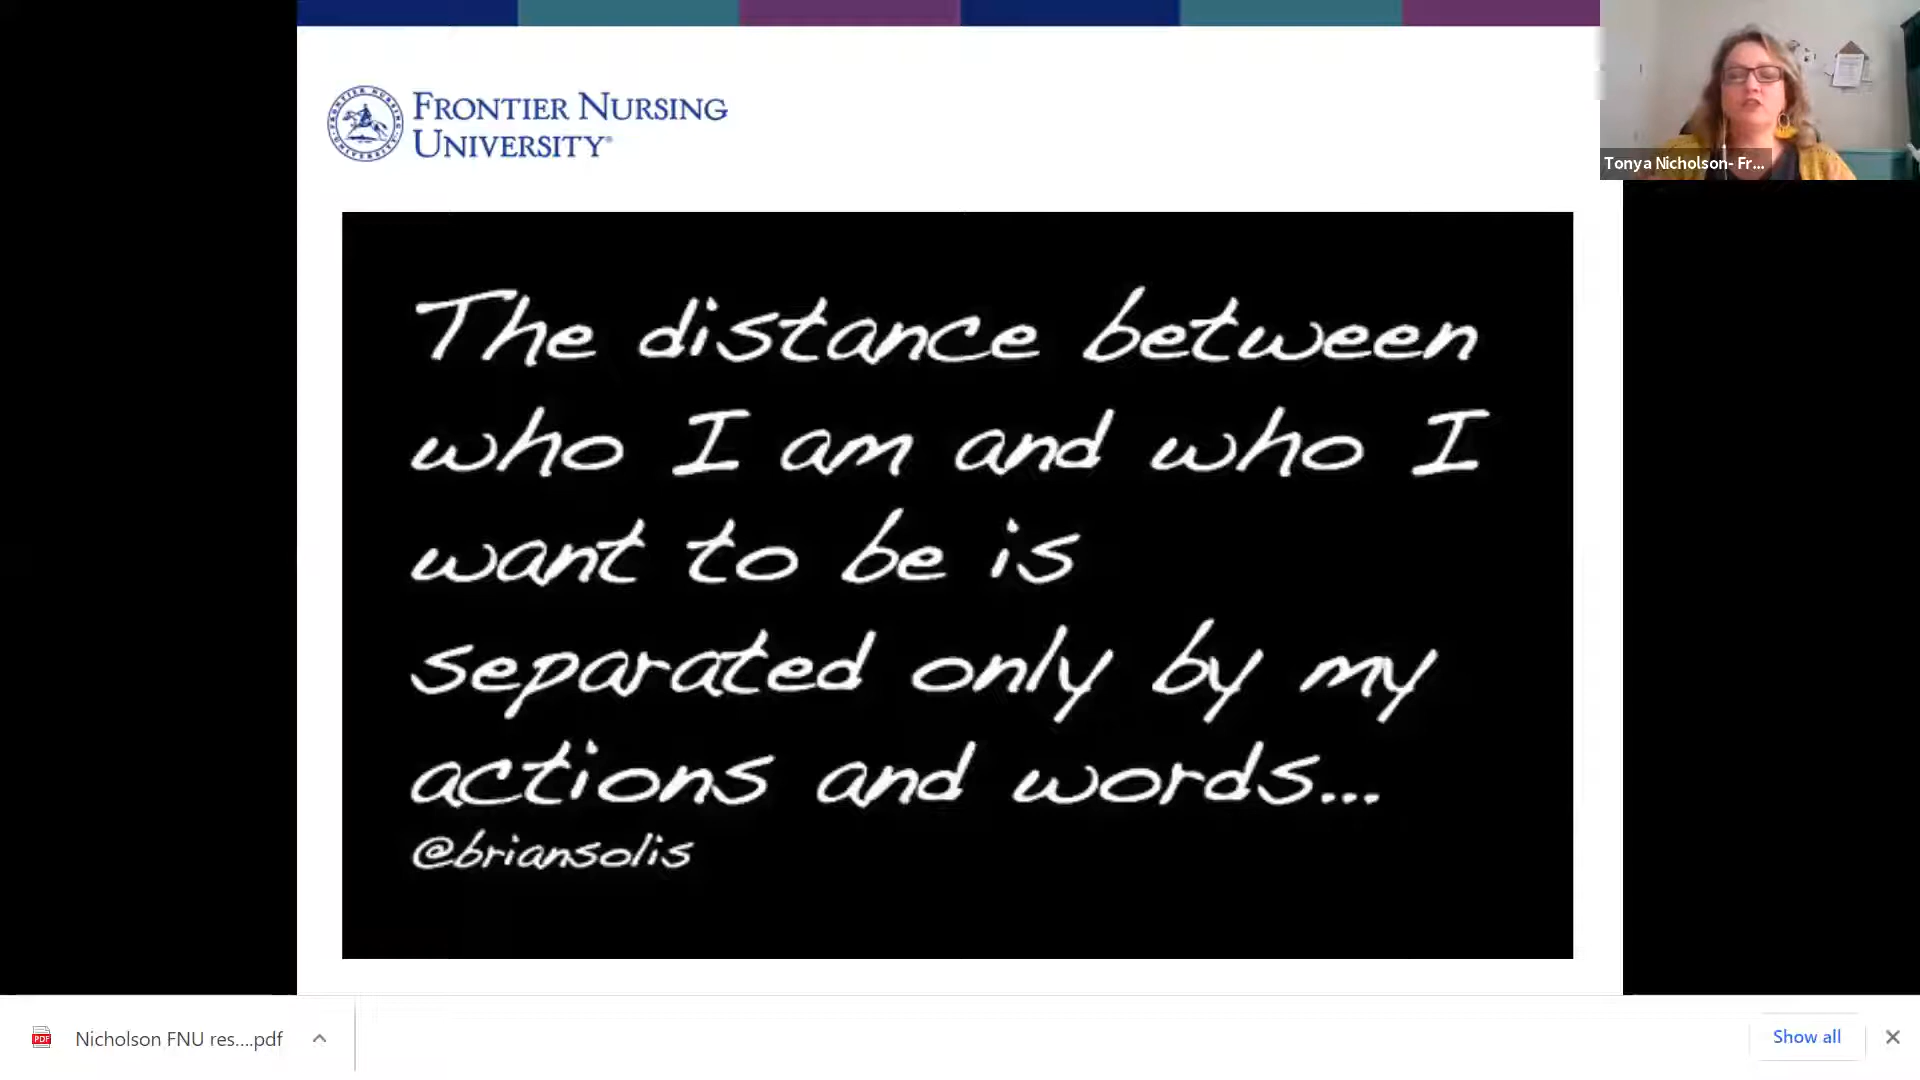 FRONTIER NURSING
UNIVERSITY
Tonya Nicholson- Fr...
The distance between
who I am and who I
want to be is
separated only by my
actions and words...
@briansolis
Nicholson FNU res....pdf
Show all